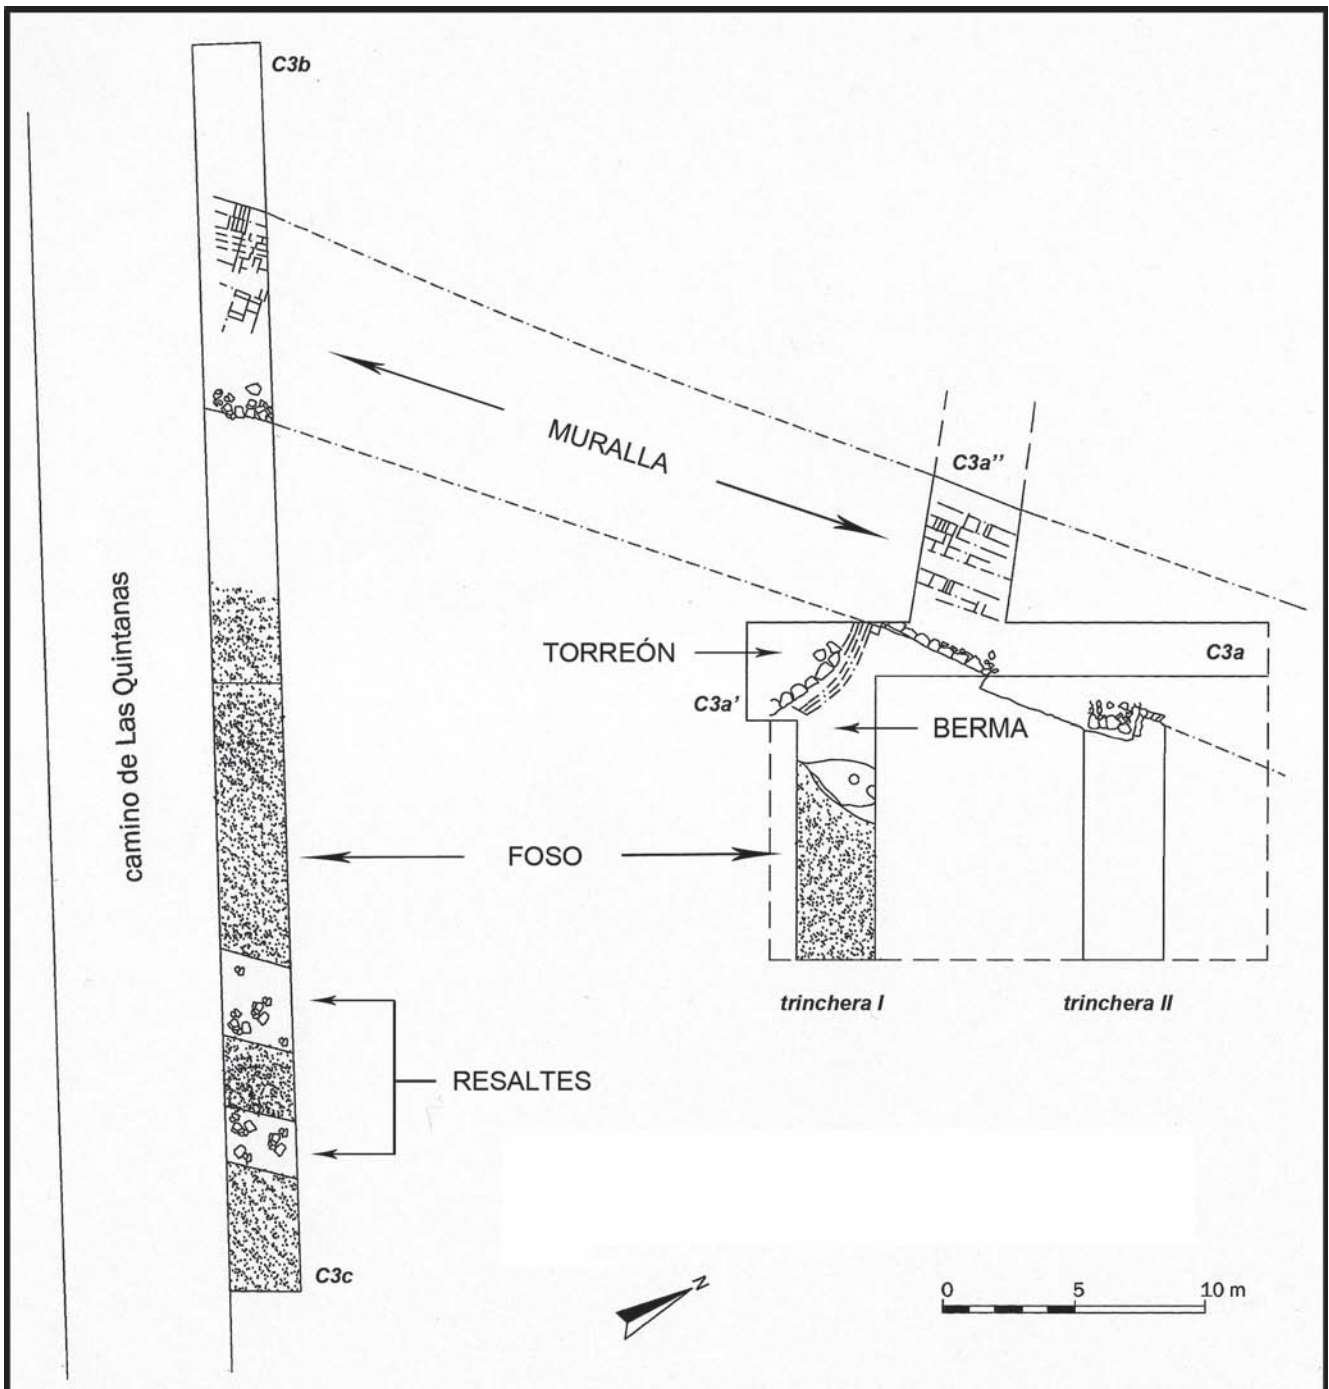 C3b
MURALLA
C3a''
camino de Las Quintanas
TORREÓN
C3a
C3a'
BERMA
FOSO
trinchera I
trinchera II
RESALTES
C3c
N
0 5 10 m